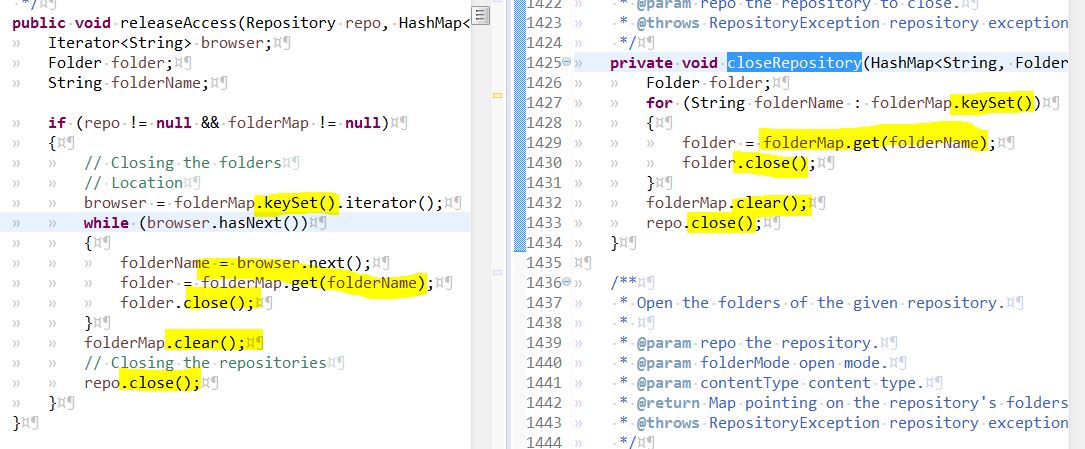 */
public void releaseAccess(Repository repo, HashMap<
Iterator<String> browser;
Folder folder;
String folderName;
if (repo != null && folderMap != null)
{
// Closing the folders
// Location
browser = folderMap.keySet().iterator();
while (browser.hasNext())
{
folderName = browser.next();
folder = folderMap.get(folderName);
folder.close();
}
folderMap.clear();
// Closing the repositories
repo.close();
}
}
1422 * @param repo the repository to close.
1423 * @throws RepositoryException repository exception
1424 */
1425 private void closeRepository(HashMap<String, Folder
1426 Folder folder;
1427 for (String folderName : folderMap.keySet())
1428 {
1429 folder = folderMap.get(folderName);
1430 folder.close();
1431 }
1432 folderMap.clear();
1433 repo.close();
1434 }
1435
1436 /**
1437 * Open the folders of the given repository.
1438 *
1439 * @param repo the repository.
1440 * @param folderMode open mode.
1441 * @param contentType content type.
1442 * @return Map pointing on the repository's folders
1443 * @throws RepositoryException repository exception
1444 */